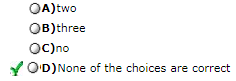 A)two
B)three
C)no
D)None of the choices are correct